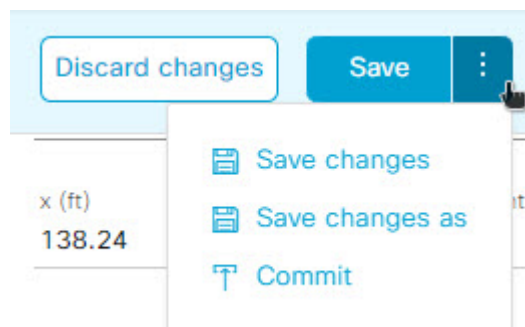 Discard changes
Save
Save changes
x (ft)
138.24
Save changes as
Commit